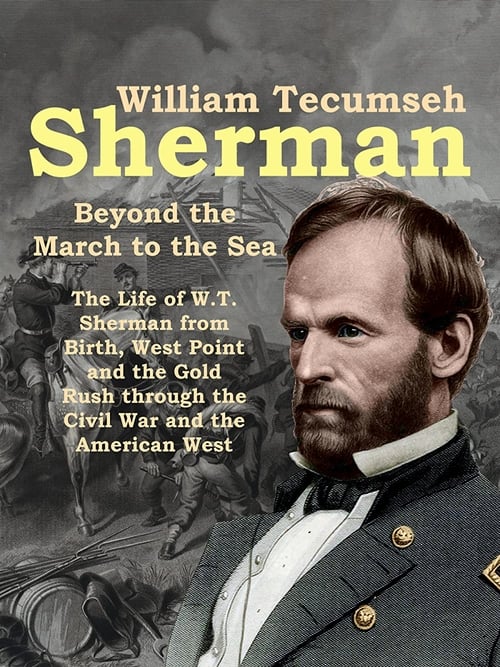 William Tecumseh
Sherman
Beyond the
March to the Sea
The Life of W.T.
Sherman from
Birth, West Point
and the Gold
Rush through the
Civil War and the
American West